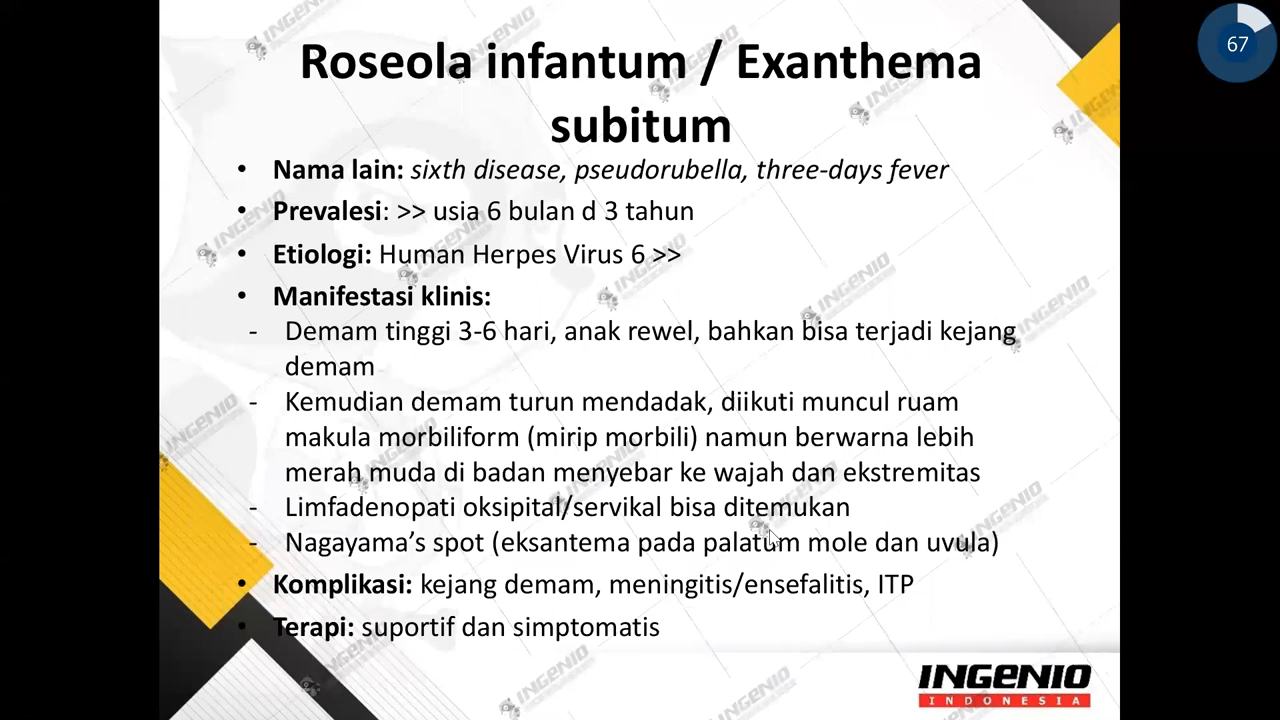 67
Roseola infantum / Exanthema
subitum
• Nama lain: sixth disease, pseudorubella, three-days fever
• Prevalesi: >> usia 6 bulan d 3 tahun
• Etiologi: Human Herpes Virus 6 >>
• Manifestasi klinis:
- Demam tinggi 3-6 hari, anak rewel, bahkan bisa terjadi kejang
demam
- Kemudian demam turun mendadak, diikuti muncul ruam
makula morbiliform (mirip morbili) namun berwarna lebih
merah muda di badan menyebar ke wajah dan ekstremitas
- Limfadenopati oksipital/servikal bisa ditemukan
- Nagayama’s spot (eksantema pada palatum mole dan uvula)
• Komplikasi: kejang demam, meningitis/ensefalitis, ITP
• Terapi: suportif dan simptomatis
INGENIO
INDONESIA